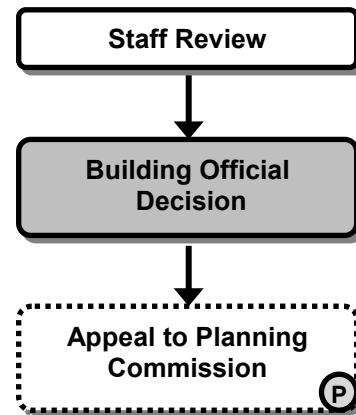 Staff Review
Building Official
Decision
Appeal to Planning
Commission
P